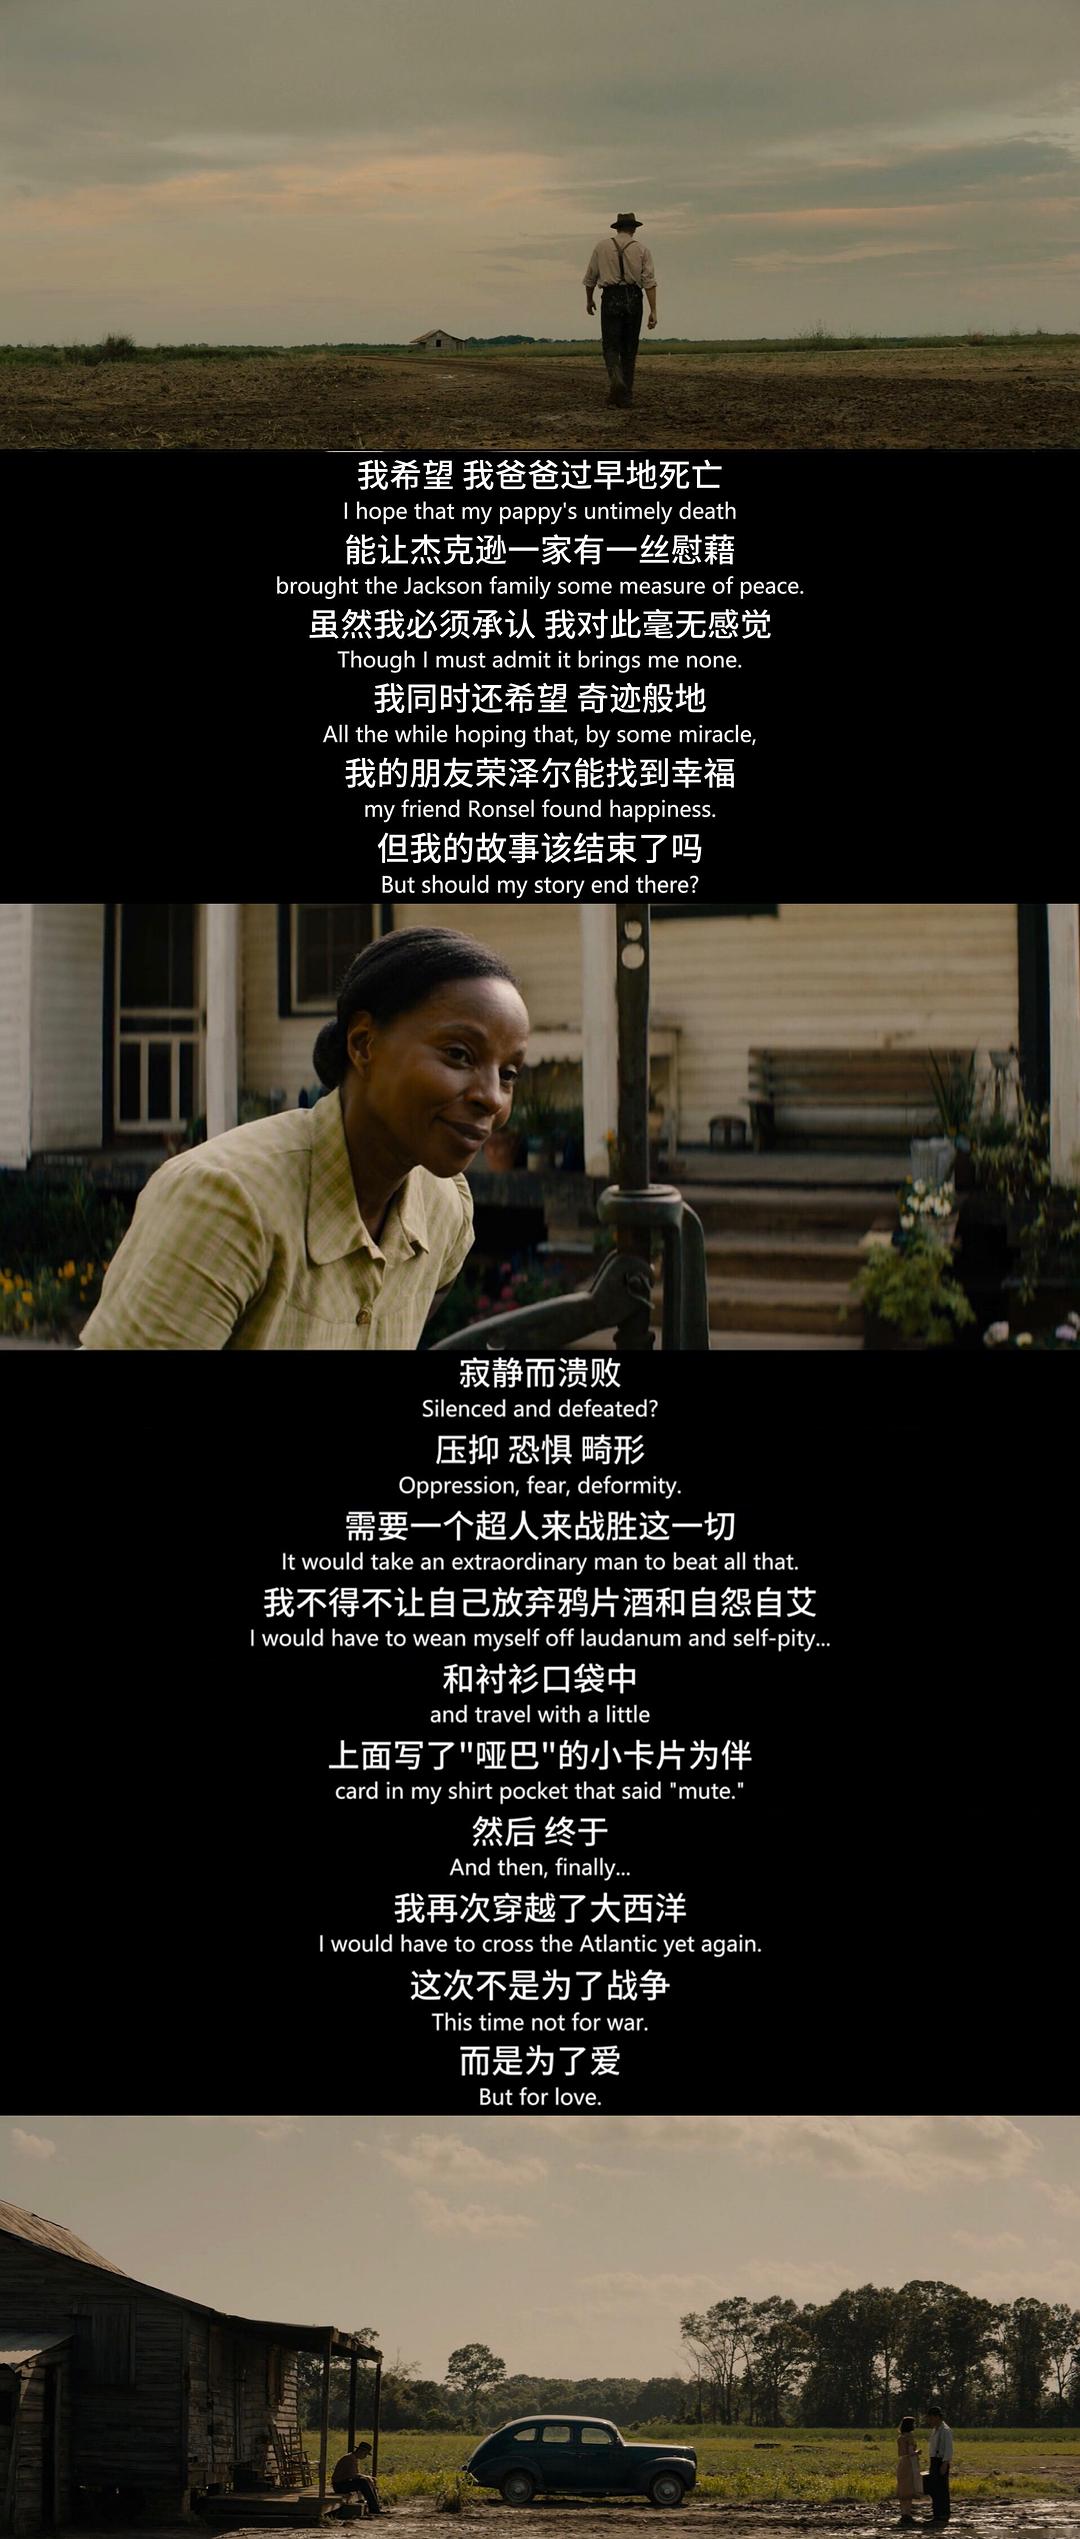 我希望 我爸爸过早地死亡
I hope that my pappy's untimely death
能让杰克逊一家有一丝慰藉
brought the Jackson family some measure of peace.
虽然我必须承认 我对此毫无感觉
Though I must admit it brings me none.
我同时还希望 奇迹般地
All the while hoping that, by some miracle,
我的朋友荣泽尔能找到幸福
my friend Ronsel found happiness.
但我的故事该结束了吗
But should my story end there?
寂静而溃败
Silenced and defeated?
压抑 恐惧 畸形
Oppression, fear, deformity.
需要一个超人来战胜这一切
It would take an extraordinary man to beat all that.
我不得不让自己放弃鸦片酒和自怨自艾
I would have to wean myself off laudanum and self-pity...
和衬衫口袋中
and travel with a little
上面写了"哑巴"的小卡片为伴
card in my shirt pocket that said "mute."
然后 终于
And then, finally...
我再次穿越了大西洋
I would have to cross the Atlantic yet again.
这次不是为了战争
This time not for war.
而是为了爱
But for love.